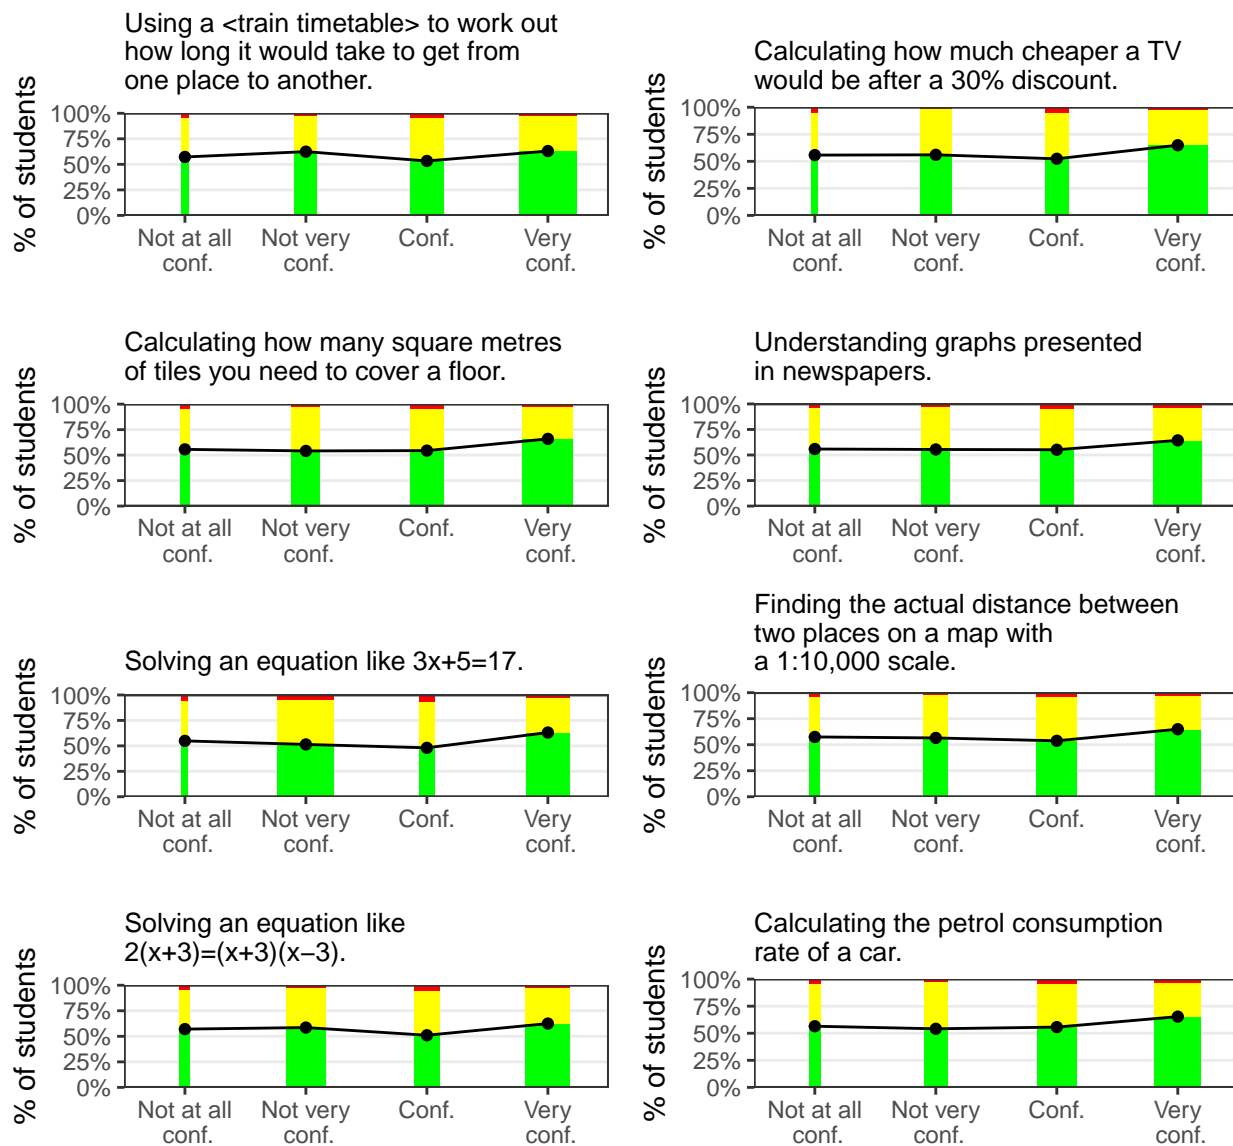 Using a <train timetable> to work out
how long it would take to get from
one place to another.
% of students
100%
75%
50%
25%
0%
Not at all
conf.
Not very
conf.
Conf.
Very
conf.
Calculating how much cheaper a TV
would be after a 30% discount.
% of students
100%
75%
50%
25%
0%
Not at all
conf.
Not very
conf.
Conf.
Very
conf.
Calculating how many square metres
of tiles you need to cover a floor.
% of students
100%
75%
50%
25%
0%
Not at all
conf.
Not very
conf.
Conf.
Very
conf.
Understanding graphs presented
in newspapers.
% of students
100%
75%
50%
25%
0%
Not at all
conf.
Not very
conf.
Conf.
Very
conf.
Solving an equation like 3x+5=17.
% of students
100%
75%
50%
25%
0%
Not at all
conf.
Not very
conf.
Conf.
Very
conf.
Finding the actual distance between
two places on a map with
a 1:10,000 scale.
% of students
100%
75%
50%
25%
0%
Not at all
conf.
Not very
conf.
Conf.
Very
conf.
Solving an equation like
2(x+3)=(x+3)(x−3).
% of students
100%
75%
50%
25%
0%
Not at all
conf.
Not very
conf.
Conf.
Very
conf.
Calculating the petrol consumption
rate of a car.
% of students
100%
75%
50%
25%
0%
Not at all
conf.
Not very
conf.
Conf.
Very
conf.